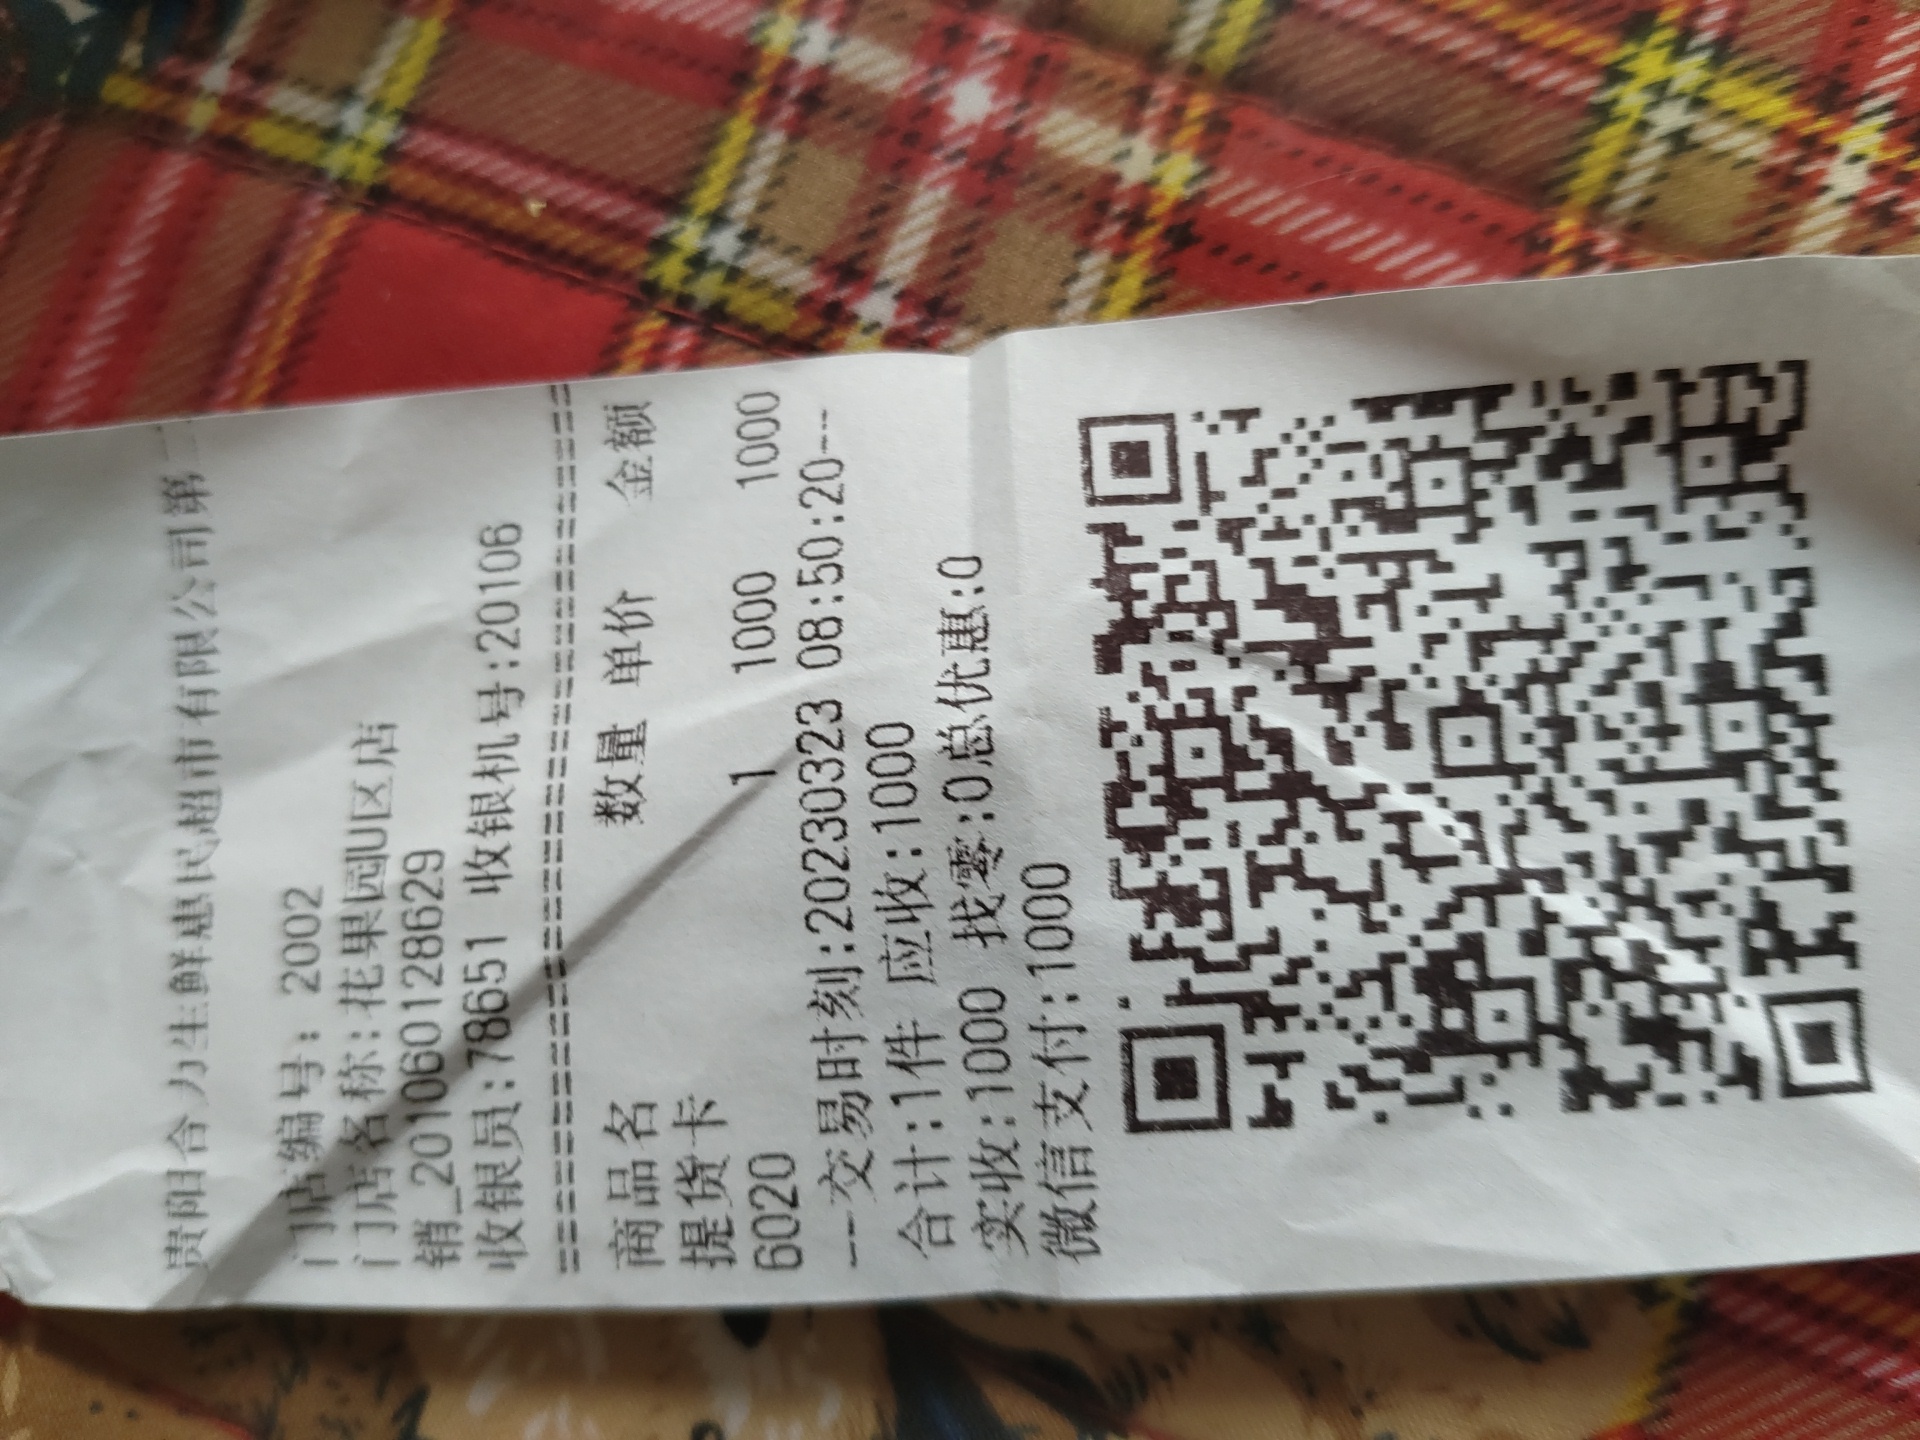 贵阳合力生鲜惠民超市有限公司第
门店编号: 2002
门店名称:花果园U区店
销_201060128629
收银员:78651 收银机号:20106
==============================
商品名 数量 单价 金额
提货卡
6020 1 1000 1000
--交易时刻:20230323 08:50:20---
合计:1件 应收:1000
实收:1000 找零:0总优惠:0
微信支付:1000